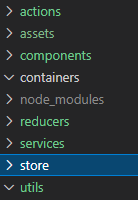 actions
assets
components
containers
node_modules
reducers
services
store
utils